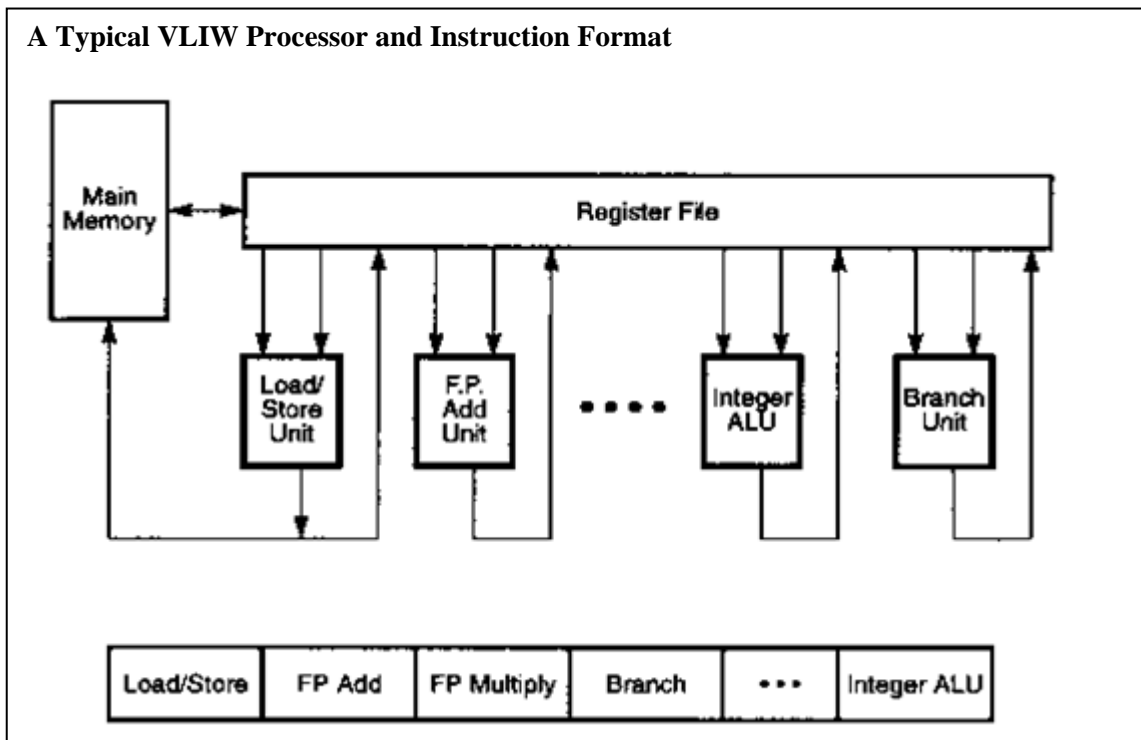 A Typical VLIW Processor and Instruction Format
Main
Memory
Register File
Load/
Store
Unit
F.P.
Add
Unit
Integer
ALU
Branch
Unit
Load/Store
FP Add
FP Multiply
Branch
Integer ALU